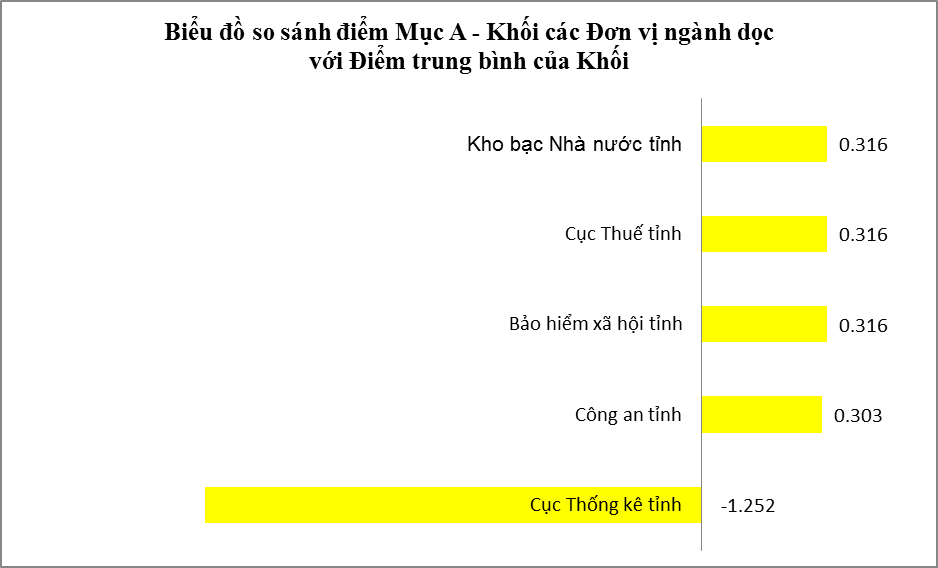 Biểu đồ so sánh điểm Mục A - Khối các Đơn vị ngành dọc
với Điểm trung bình của Khối
Kho bạc Nhà nước tỉnh 0.316
Cục Thuế tỉnh 0.316
Bảo hiểm xã hội tỉnh 0.316
Công an tỉnh 0.303
Cục Thống kê tỉnh -1.252